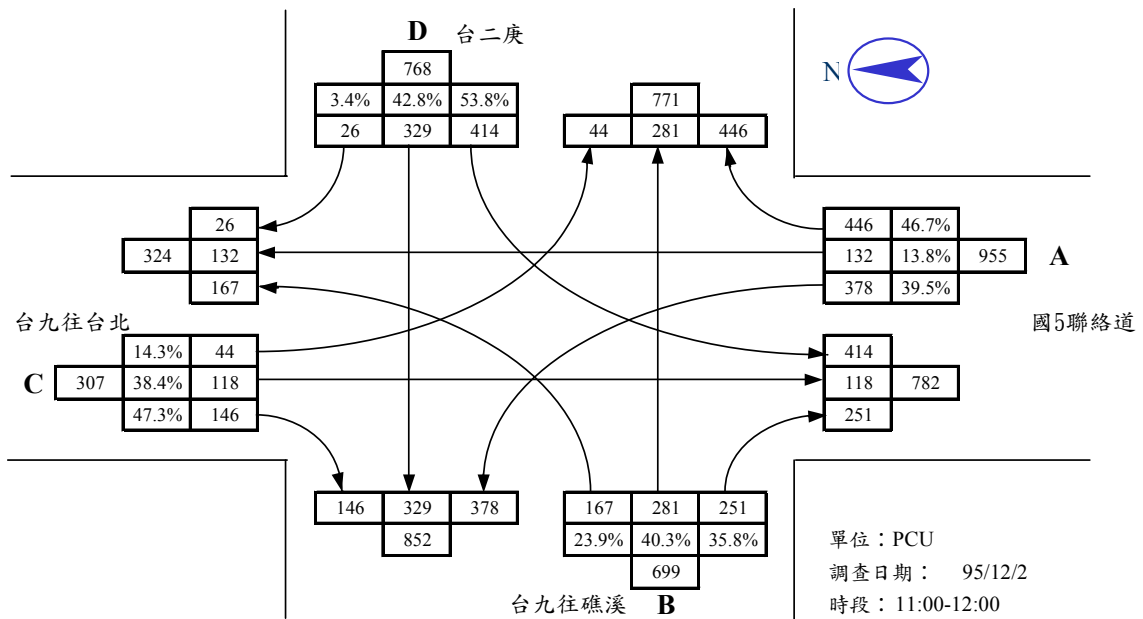 D 台二庚
768
3.4% 42.8% 53.8%
26 329 414
771
44 281 446
N
26
324 132
167
446 46.7%
132 13.8% 955
378 39.5%
A
國5聯絡道
台九往台北
14.3% 44
C 307 38.4% 118
47.3% 146
414
118 782
251
146 329 378
852
167 281 251
23.9% 40.3% 35.8%
699
台九往礁溪 B
單位：PCU
調查日期： 95/12/2
時段：11:00-12:00